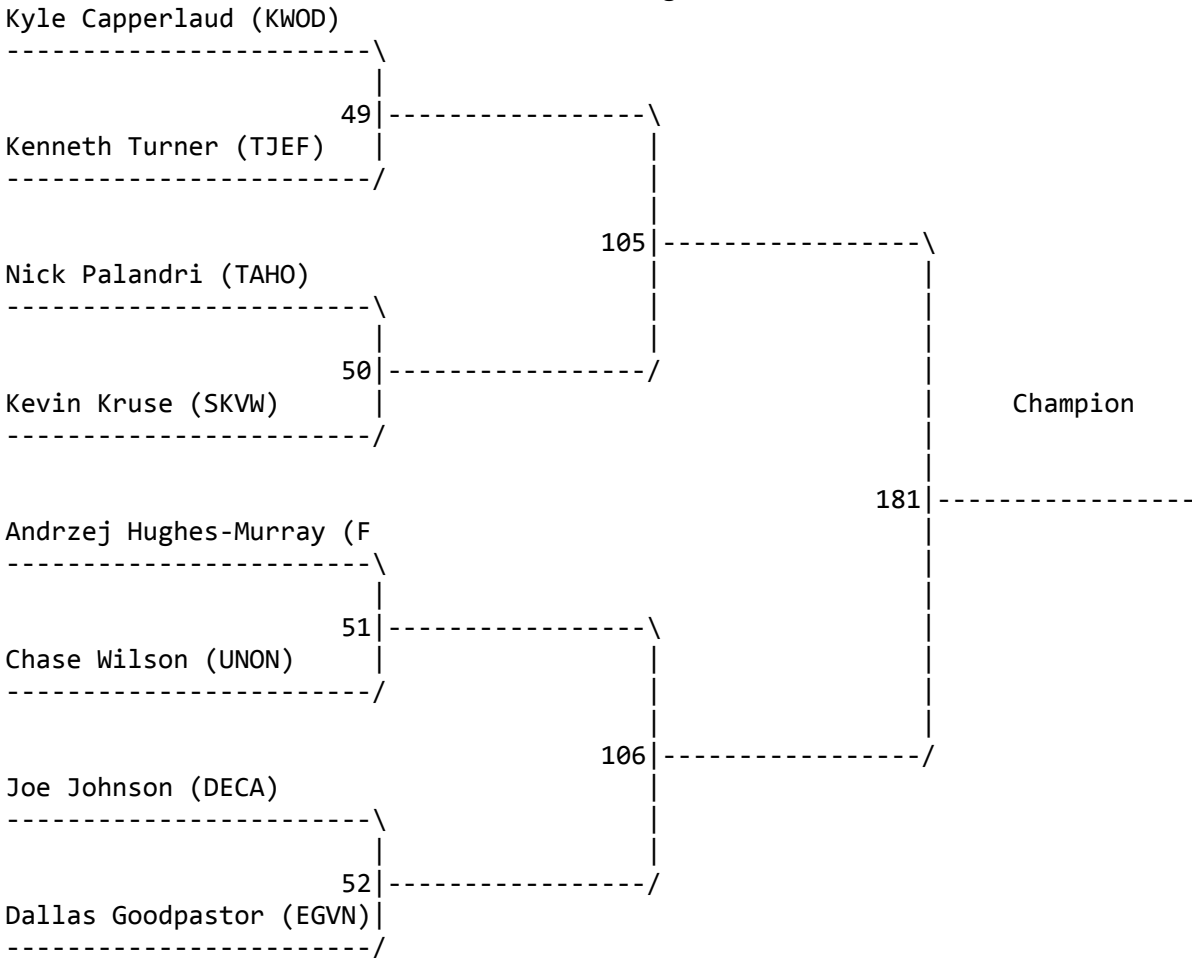 Kyle Capperlaud (KWOD)
49
Kenneth Turner (TJEF)
105
Nick Palandri (TAHO)
50
Kevin Kruse (SKVW)
Champion
181
Andrzej Hughes-Murray (F
51
Chase Wilson (UNON)
106
Joe Johnson (DECA)
52
Dallas Goodpastor (EGVN)